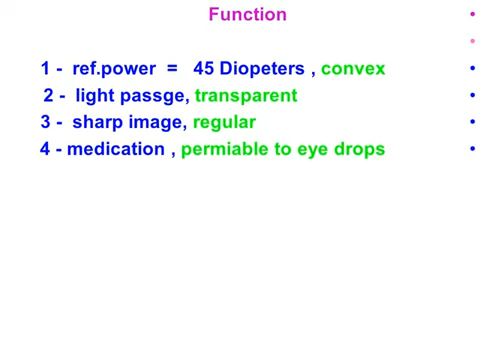 Function
1 - ref.power = 45 Diopeters , convex
2 - light passge, transparent
3 - sharp image, regular
4 - medication , permiable to eye drops